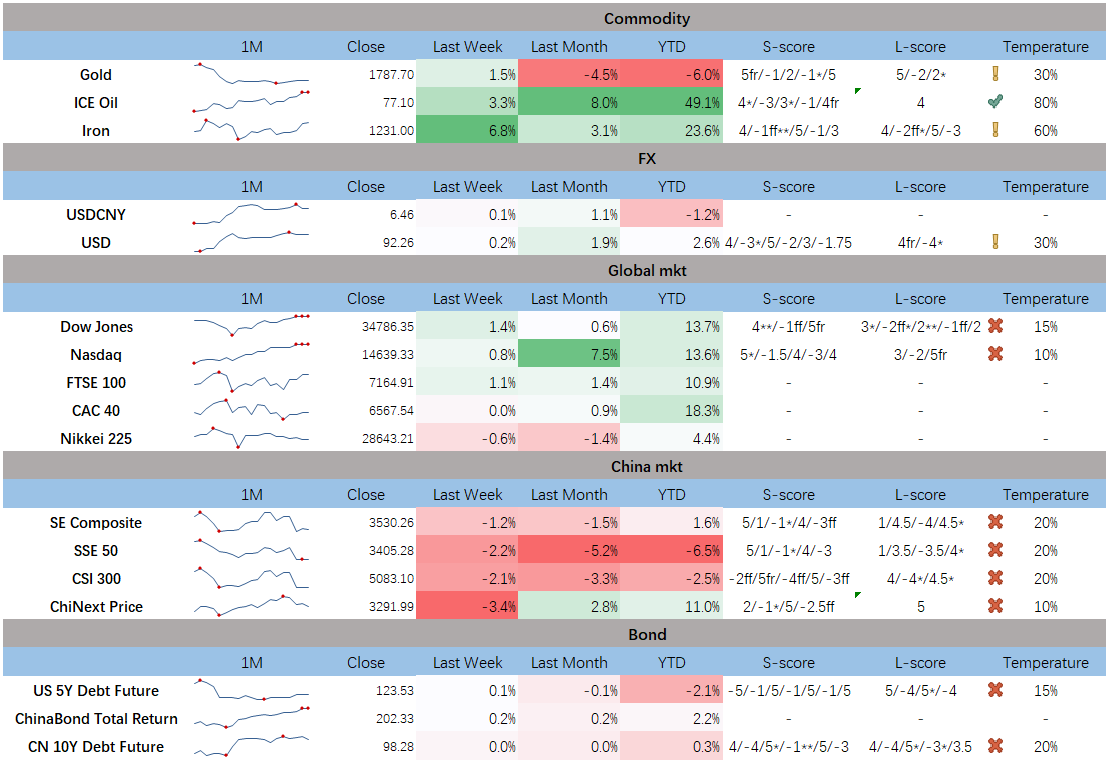 Commodity
1M Close Last Week Last Month YTD S-score L-score Temperature
Gold 1787.70 1.5% -4.5% -6.0% 5fr/-1/2/-1*/5 5/-2/2* 30%
ICE Oil 77.10 3.3% 8.0% 49.1% 4*/-3/3*/-1/4fr 4 80%
Iron 1231.00 6.8% 3.1% 23.6% 4/-1ff**/5/-1/3 4/-2ff*/5/-3 60%
FX
1M Close Last Week Last Month YTD S-score L-score Temperature
USDCNY 6.46 0.1% 1.1% -1.2% - - -
USD 92.26 0.2% 1.9% 2.6% 4/-3*/5/-2/3/-1.75 4fr/-4* 30%
Global mkt
1M Close Last Week Last Month YTD S-score L-score Temperature
Dow Jones 34786.35 1.4% 0.6% 13.7% 4**/-1ff/5fr 3*/-2ff*/2**/-1ff/2 15%
Nasdaq 14639.33 0.8% 7.5% 13.6% 5*/-1.5/4/-3/4 3/-2/5fr 10%
FTSE 100 7164.91 1.1% 1.4% 10.9% - - -
CAC 40 6567.54 0.0% 0.9% 18.3% - - -
Nikkei 225 28643.21 -0.6% -1.4% 4.4% - - -
China mkt
1M Close Last Week Last Month YTD S-score L-score Temperature
SE Composite 3530.26 -1.2% -1.5% 1.6% 5/1/-1*/4/-3ff 1/4.5/-4/4.5* 20%
SSE 50 3405.28 -2.2% -5.2% -6.5% 5/1/-1*/4/-3 1/3.5/-3.5/4* 20%
CSI 300 5083.10 -2.1% -3.3% -2.5% -2ff/5fr/-4ff/5/-3ff 4/-4*/4.5* 20%
ChiNext Price 3291.99 -3.4% 2.8% 11.0% 2/-1*/5/-2.5ff 5 10%
Bond
1M Close Last Week Last Month YTD S-score L-score Temperature
US 5Y Debt Future 123.53 0.1% -0.1% -2.1% -5/-1/5/-1/5/-1/5 5/-4/5*/-4 15%
ChinaBond Total Return 202.33 0.2% 0.2% 2.2% - - -
CN 10Y Debt Future 98.28 0.0% 0.0% 0.3% 4/-4/5*/-1**/5/-3 4/-4/5*/-3*/3.5 20%